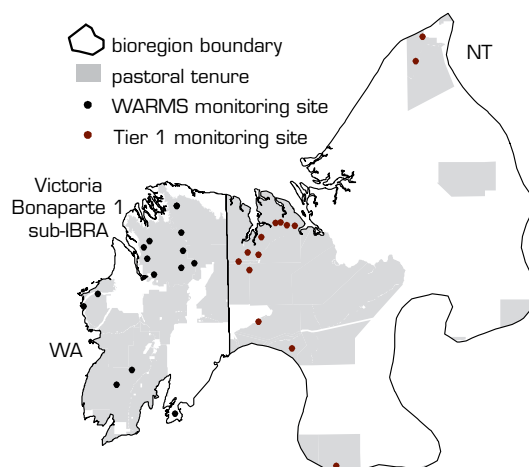 bioregion boundary
pastoral tenure
WARMS monitoring site
Tier 1 monitoring site
NT
Victoria
Bonaparte 1
sub-IBRA
WA